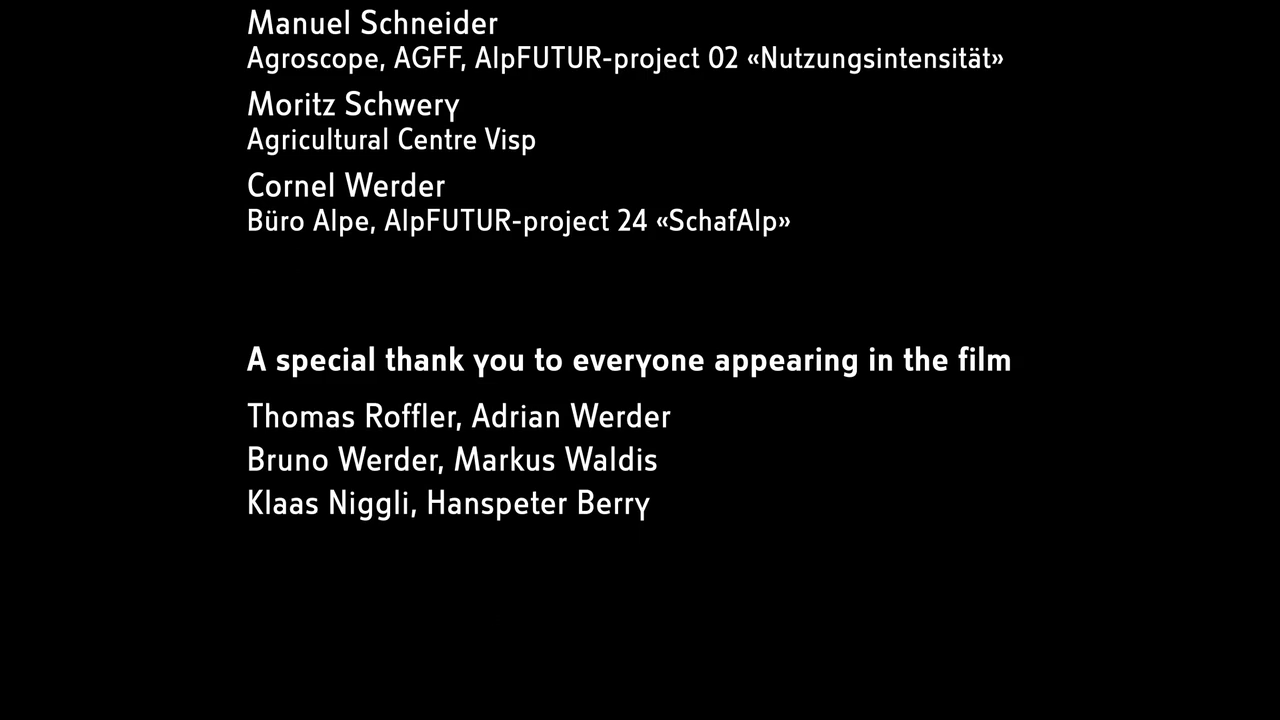 Manuel Schneider
Agroscope, AGFF, AlpFUTUR-project 02 «Nutzungsintensität»
Moritz Schwery
Agricultural Centre Visp
Cornel Werder
Büro Alpe, AlpFUTUR-project 24 «SchafAlp»
A special thank you to everyone appearing in the film
Thomas Roffler, Adrian Werder
Bruno Werder, Markus Waldis
Klaas Niggli, Hanspeter Berry